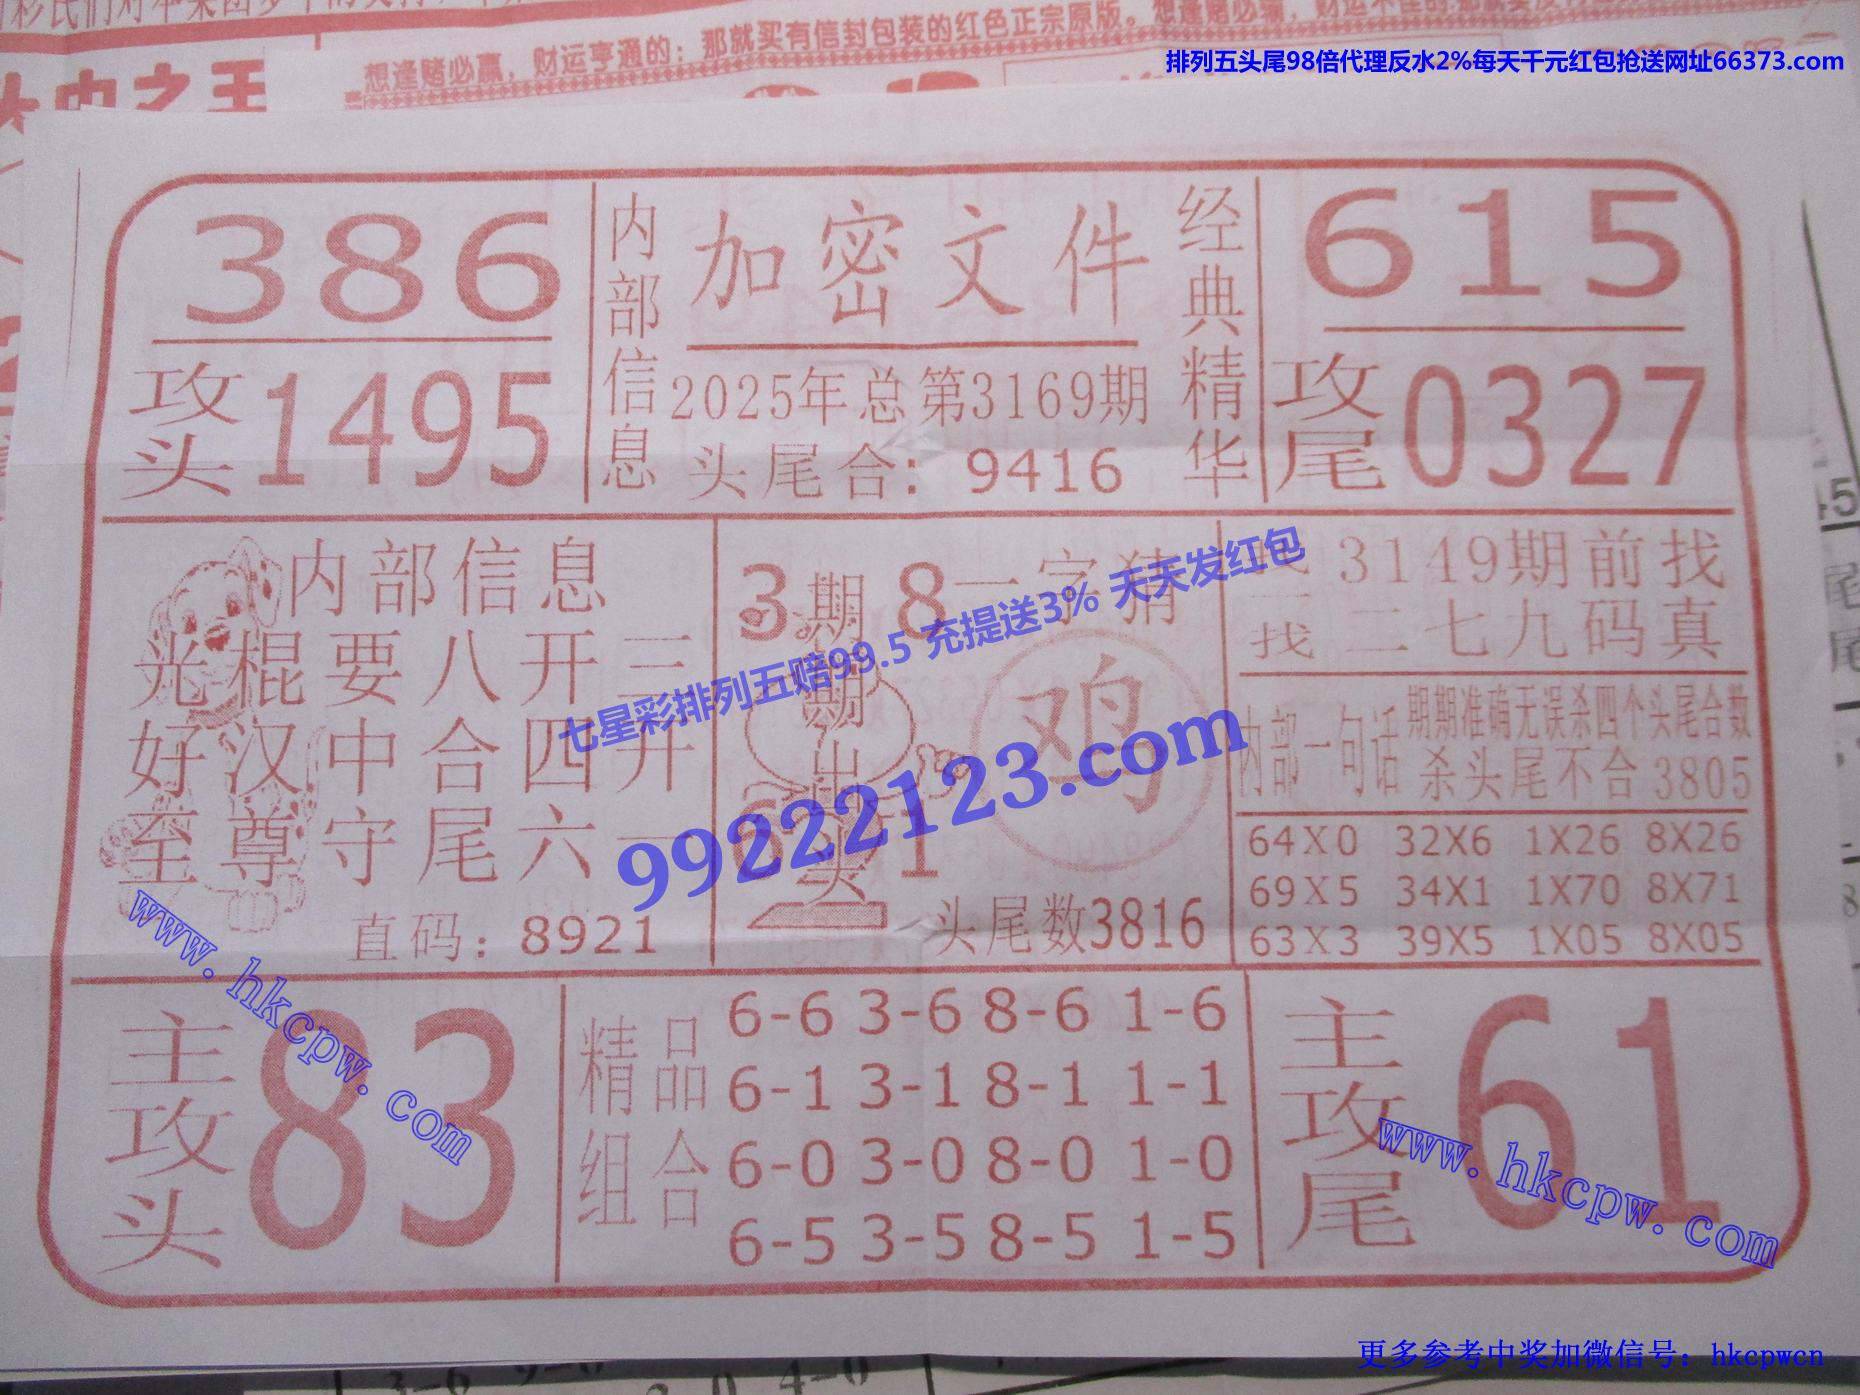 想逢赌必赢，财运亨通的：那就买有信封包装的红色正宗原版。
排列五头尾98倍代理反水2%每天千元红包抢送网址66373.com
386
攻头 1495
内部信息
加密文件
2025年总第3169期
头尾合：9416
经典精华
615
攻尾 0327
内部信息
光棍要八开三
好汉中合四开
至尊守尾六一
直码：8921
3 期期出 8
一字猜
鸡
1
头尾数3816
3149期前找
找二七九码真
内部一句话
期期准确无误杀四个头尾合数
杀头尾不合3805
64X0 32X6 1X26 8X26
69X5 34X1 1X70 8X71
63X3 39X5 1X05 8X05
七星彩排列五赔99.5 充提送3% 天天发红包
99222123.com
主攻头 83
精品组合
6-6 3-6 8-6 1-6
6-1 3-1 8-1 1-1
6-0 3-0 8-0 1-0
6-5 3-5 8-5 1-5
主攻尾 61
www.hkcpw.com
www.hkcpw.com
更多参考中奖加微信号：hkcpwcn